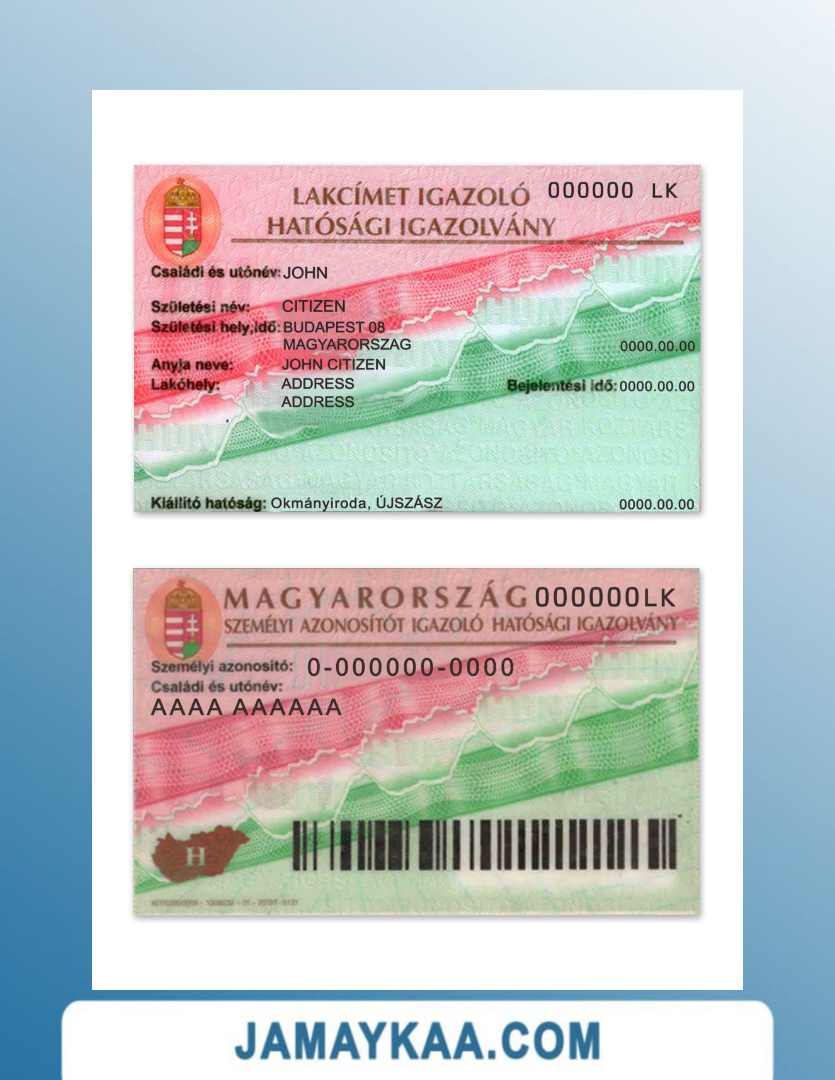 LAKCÍMET IGAZOLÓ 000000 LK
HATÓSÁGI IGAZOLVÁNY
Családi és utónév: JOHN
Születési név: CITIZEN
Születési hely,idő: BUDAPEST 08
MAGYARORSZAG 0000.00.00
Anyja neve: JOHN CITIZEN
Lakóhely: ADDRESS Bejelentési idő: 0000.00.00
ADDRESS
Kiállító hatóság: Okmányiroda, ÚJSZÁSZ 0000.00.00
MAGYARORSZÁG 000000LK
SZEMÉLYI AZONOSÍTÓT IGAZOLÓ HATÓSÁGI IGAZOLVÁNY
Személyi azonosító: 0-000000-0000
Családi és utónév:
AAAA AAAAAA
H
JAMAYKAA.COM